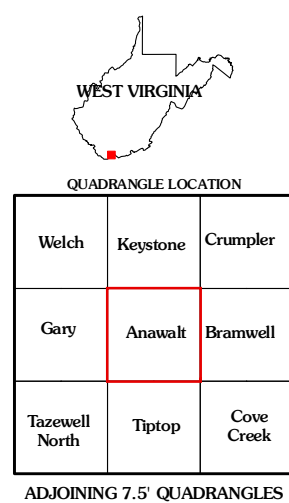 WEST VIRGINIA
QUADRANGLE LOCATION
Welch
Keystone
Crumpler
Gary
Anawalt
Bramwell
Tazewell
North
Tiptop
Cove
Creek
ADJOINING 7.5' QUADRANGLES